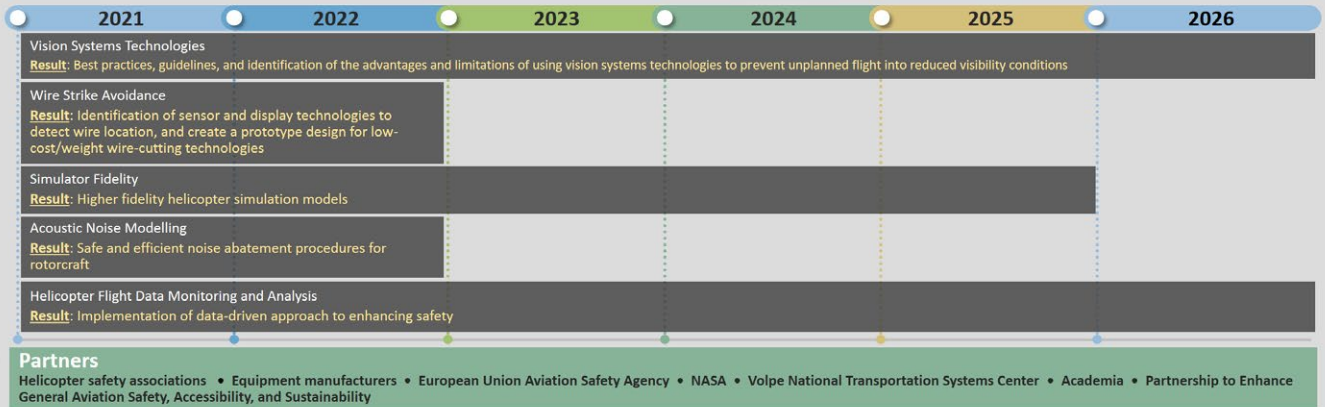 2021 2022 2023 2024 2025 2026
Vision Systems Technologies
Result: Best practices, guidelines, and identification of the advantages and limitations of using vision systems technologies to prevent unplanned flight into reduced visibility conditions
Wire Strike Avoidance
Result: Identification of sensor and display technologies to
detect wire location, and create a prototype design for low-
cost/weight wire-cutting technologies
Simulator Fidelity
Result: Higher fidelity helicopter simulation models
Acoustic Noise Modelling
Result: Safe and efficient noise abatement procedures for
rotorcraft
Helicopter Flight Data Monitoring and Analysis
Result: Implementation of data-driven approach to enhancing safety
Partners
Helicopter safety associations • Equipment manufacturers • European Union Aviation Safety Agency • NASA • Volpe National Transportation Systems Center • Academia • Partnership to Enhance
General Aviation Safety, Accessibility, and Sustainability